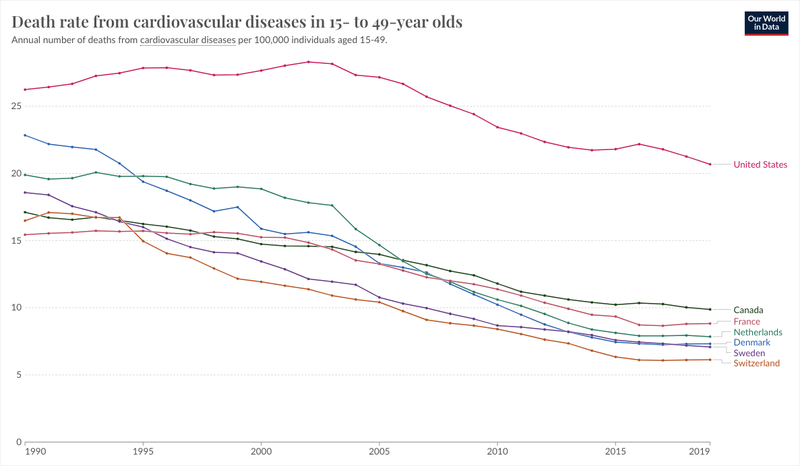 Death rate from cardiovascular diseases in 15- to 49-year olds
Annual number of deaths from cardiovascular diseases per 100,000 individuals aged 15-49.
Our World
in Data
25
20
15
10
5
0
1990
1995
2000
2005
2010
2015
2019
United States
Canada
France
Netherlands
Denmark
Sweden
Switzerland